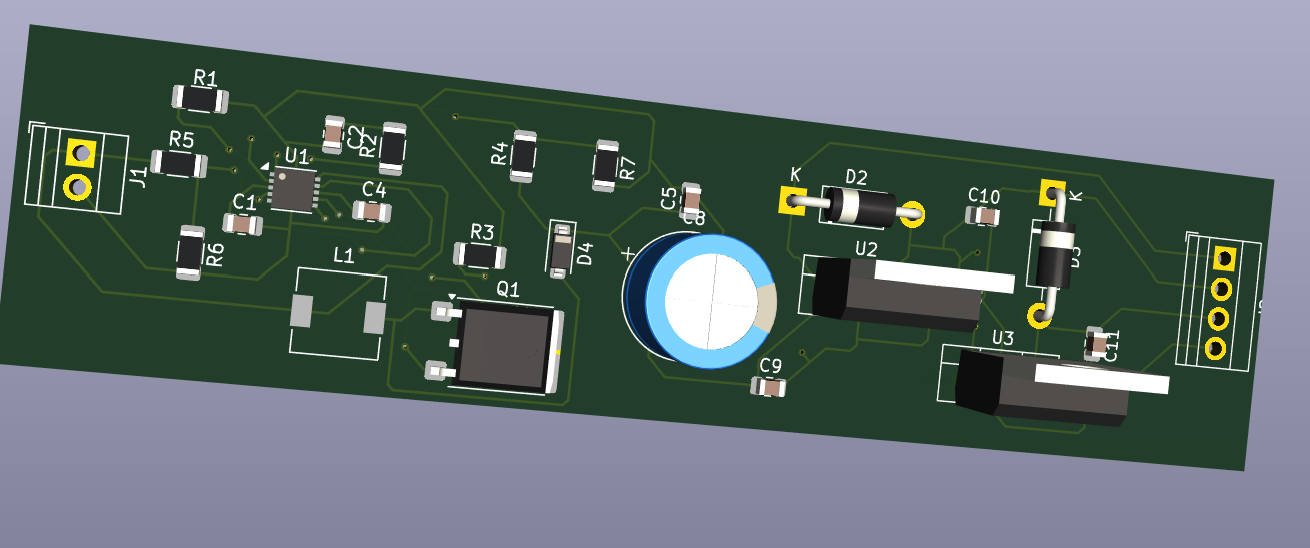 R1
C2
R2
R5
U1
J1
C1
C4
R6
L1
R3
R4
R7
D4
Q1
C5
C8
+
K
D2
C10
K
U2
D3
U3
C11
C9